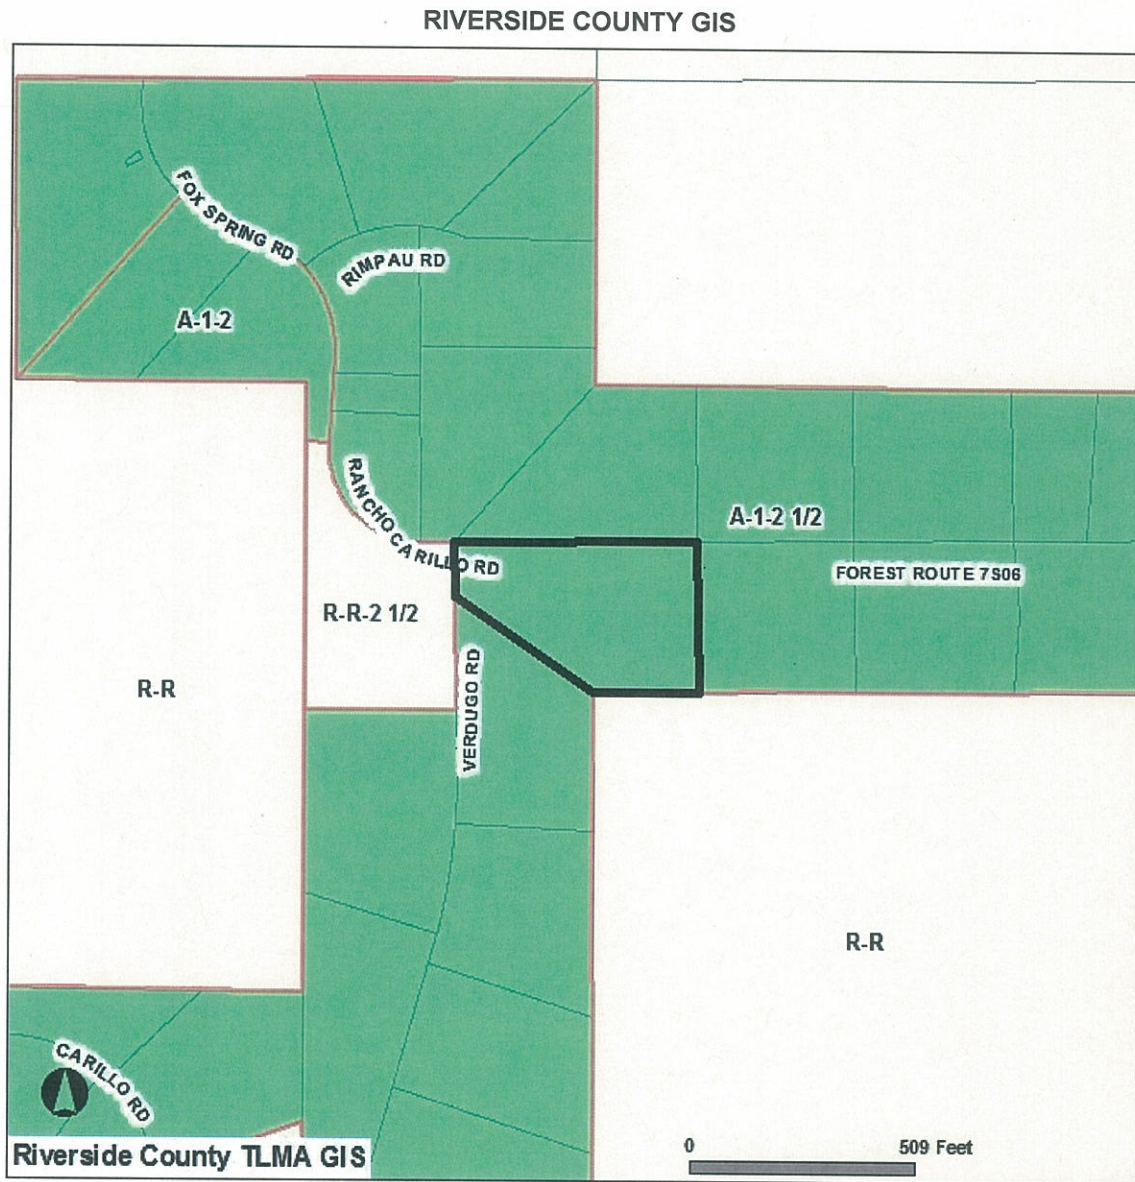 RIVERSIDE COUNTY GIS
FOX SPRING RD
RIMPAU RD
A-1-2
RANCHO CARILLO RD
A-1-2 1/2
FOREST ROUTE 7S06
R-R-2 1/2
R-R
VERDUGO RD
R-R
CARILLO RD
Riverside County TLMA GIS
0
509 Feet